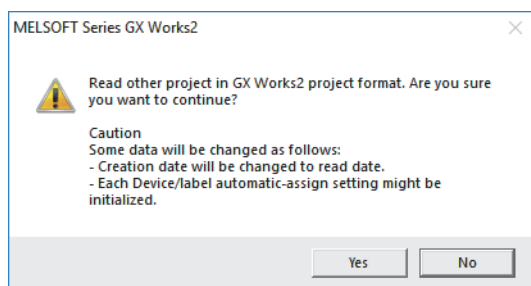 MELSOFT Series GX Works2
Read other project in GX Works2 project format. Are you sure
you want to continue?
Caution
Some data will be changed as follows:
- Creation date will be changed to read date.
- Each Device/label automatic-assign setting might be
initialized.
Yes
No